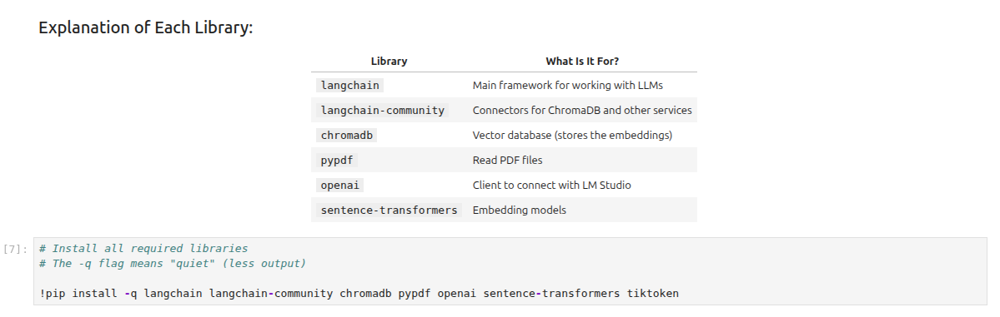 Explanation of Each Library:
Library What Is It For?
langchain Main framework for working with LLMs
langchain-community Connectors for ChromaDB and other services
chromadb Vector database (stores the embeddings)
pypdf Read PDF files
openai Client to connect with LM Studio
sentence-transformers Embedding models
[7]: # Install all required libraries
# The -q flag means "quiet" (less output)
!pip install -q langchain langchain-community chromadb pypdf openai sentence-transformers tiktoken